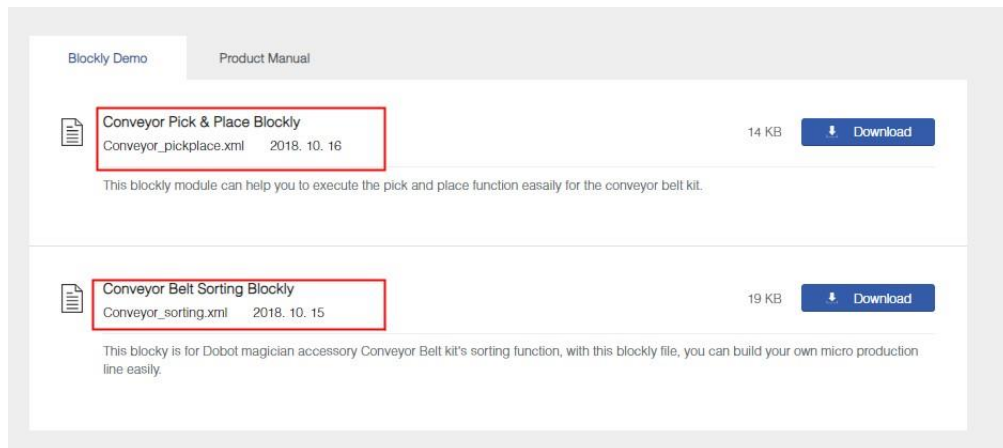 Blockly Demo
Product Manual
Conveyor Pick & Place Blockly
Conveyor_pickplace.xml 2018. 10. 16
14 KB
Download
This blockly module can help you to execute the pick and place function easaily for the conveyor belt kit.
Conveyor Belt Sorting Blockly
Conveyor_sorting.xml 2018. 10. 15
19 KB
Download
This blocky is for Dobot magician accessory Conveyor Belt kit's sorting function, with this blockly file, you can build your own micro production
line easily.